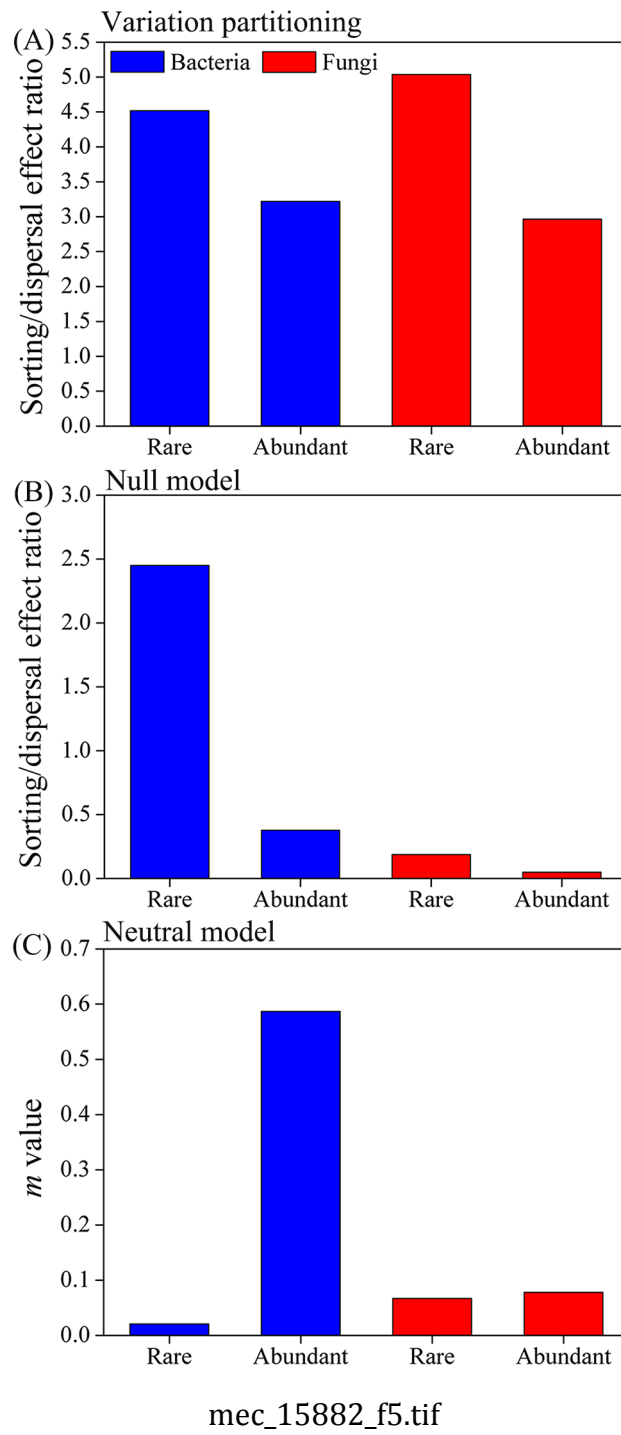 (A) Variation partitioning
Bacteria Fungi
Sorting/dispersal effect ratio
5.5
5.0
4.5
4.0
3.5
3.0
2.5
2.0
1.5
1.0
0.5
0.0
Rare Abundant Rare Abundant
(B) Null model
Sorting/dispersal effect ratio
3.0
2.5
2.0
1.5
1.0
0.5
0.0
Rare Abundant Rare Abundant
(C) Neutral model
m value
0.7
0.6
0.5
0.4
0.3
0.2
0.1
0.0
Rare Abundant Rare Abundant
mec_15882_f5.tif